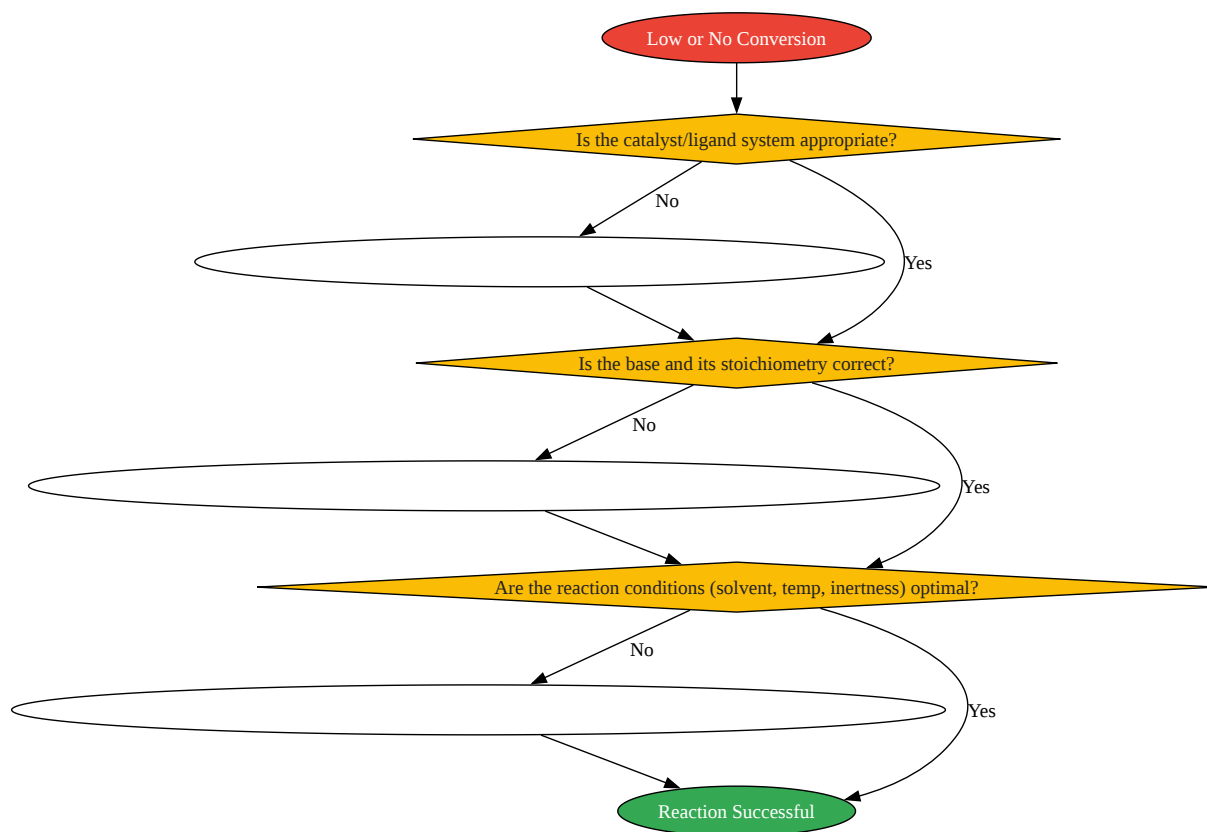 Low or No Conversion
Is the catalyst/ligand system appropriate?
No
Yes
Is the base and its stoichiometry correct?
No
Yes
Are the reaction conditions (solvent, temp, inertness) optimal?
No
Yes
Reaction Successful